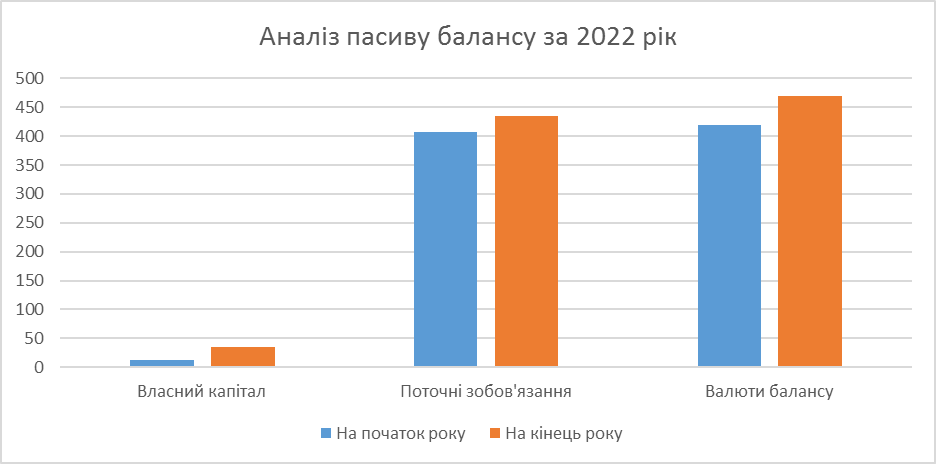 Аналіз пасиву балансу за 2022 рік
500
450
400
350
300
250
200
150
100
50
0
Власний капітал
Поточні зобов'язання
Валюти балансу
На початок року
На кінець року